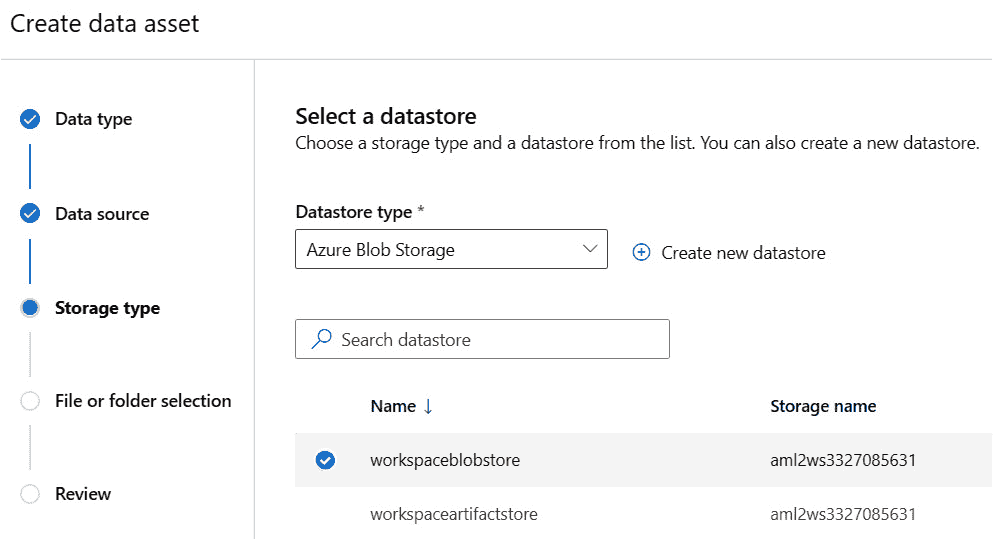 Create data asset
Data type
Data source
Storage type
File or folder selection
Review
Select a datastore
Choose a storage type and a datastore from the list. You can also create a new datastore.
Datastore type *
Azure Blob Storage
Create new datastore
Search datastore
Name ↓ Storage name
workspaceblobstore aml2ws3327085631
workspaceartifactstore aml2ws3327085631